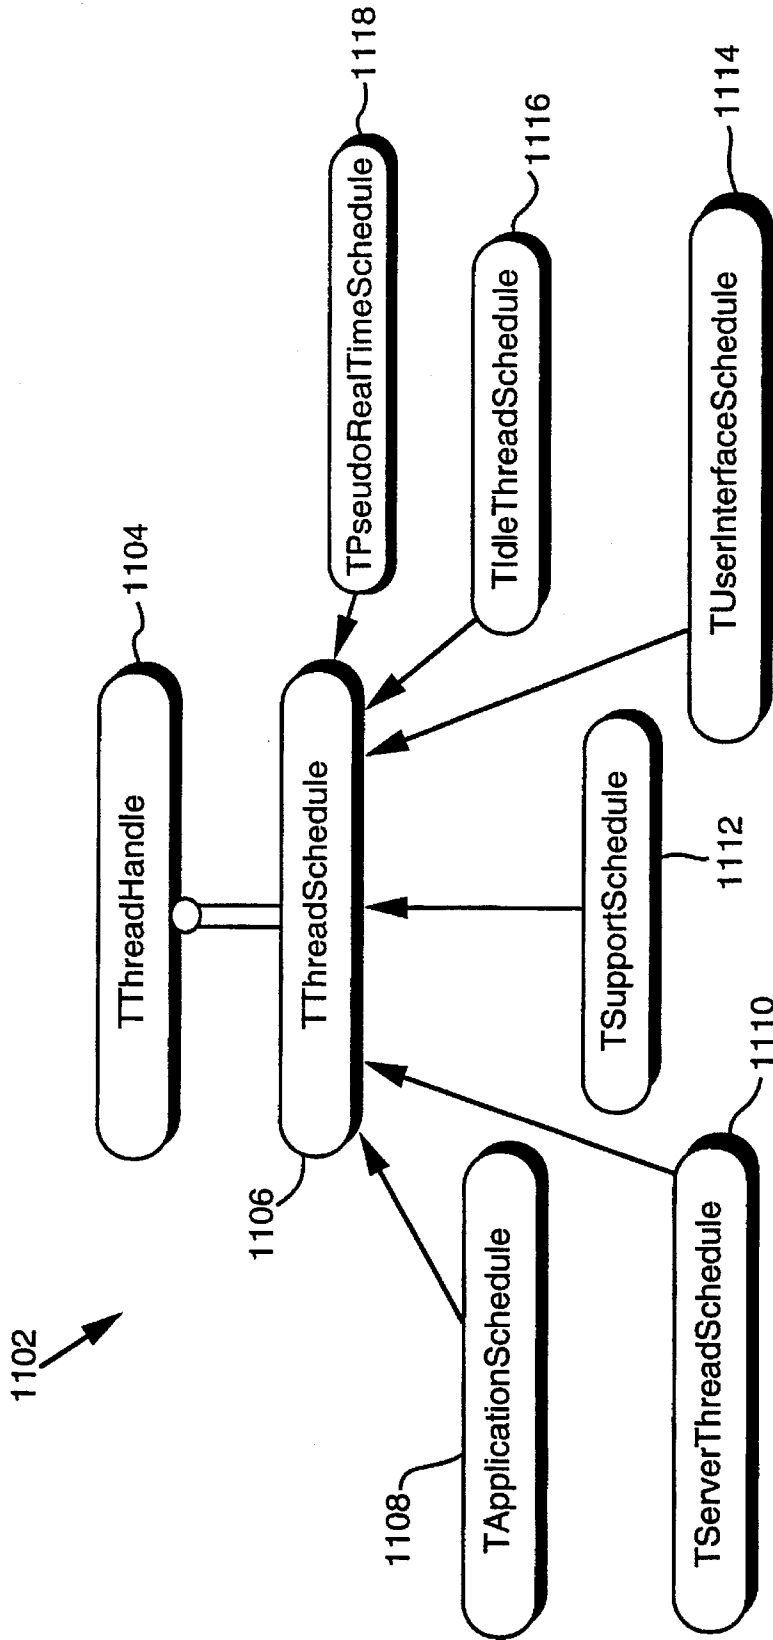 1102
TThreadHandle
1104
1106
TThreadSchedule
TPseudoRealTimeSchedule
1118
1108
TApplicationSchedule
TIdleThreadSchedule
1116
TSupportSchedule
1112
TServerThreadSchedule
1110
TUserInterfaceSchedule
1114